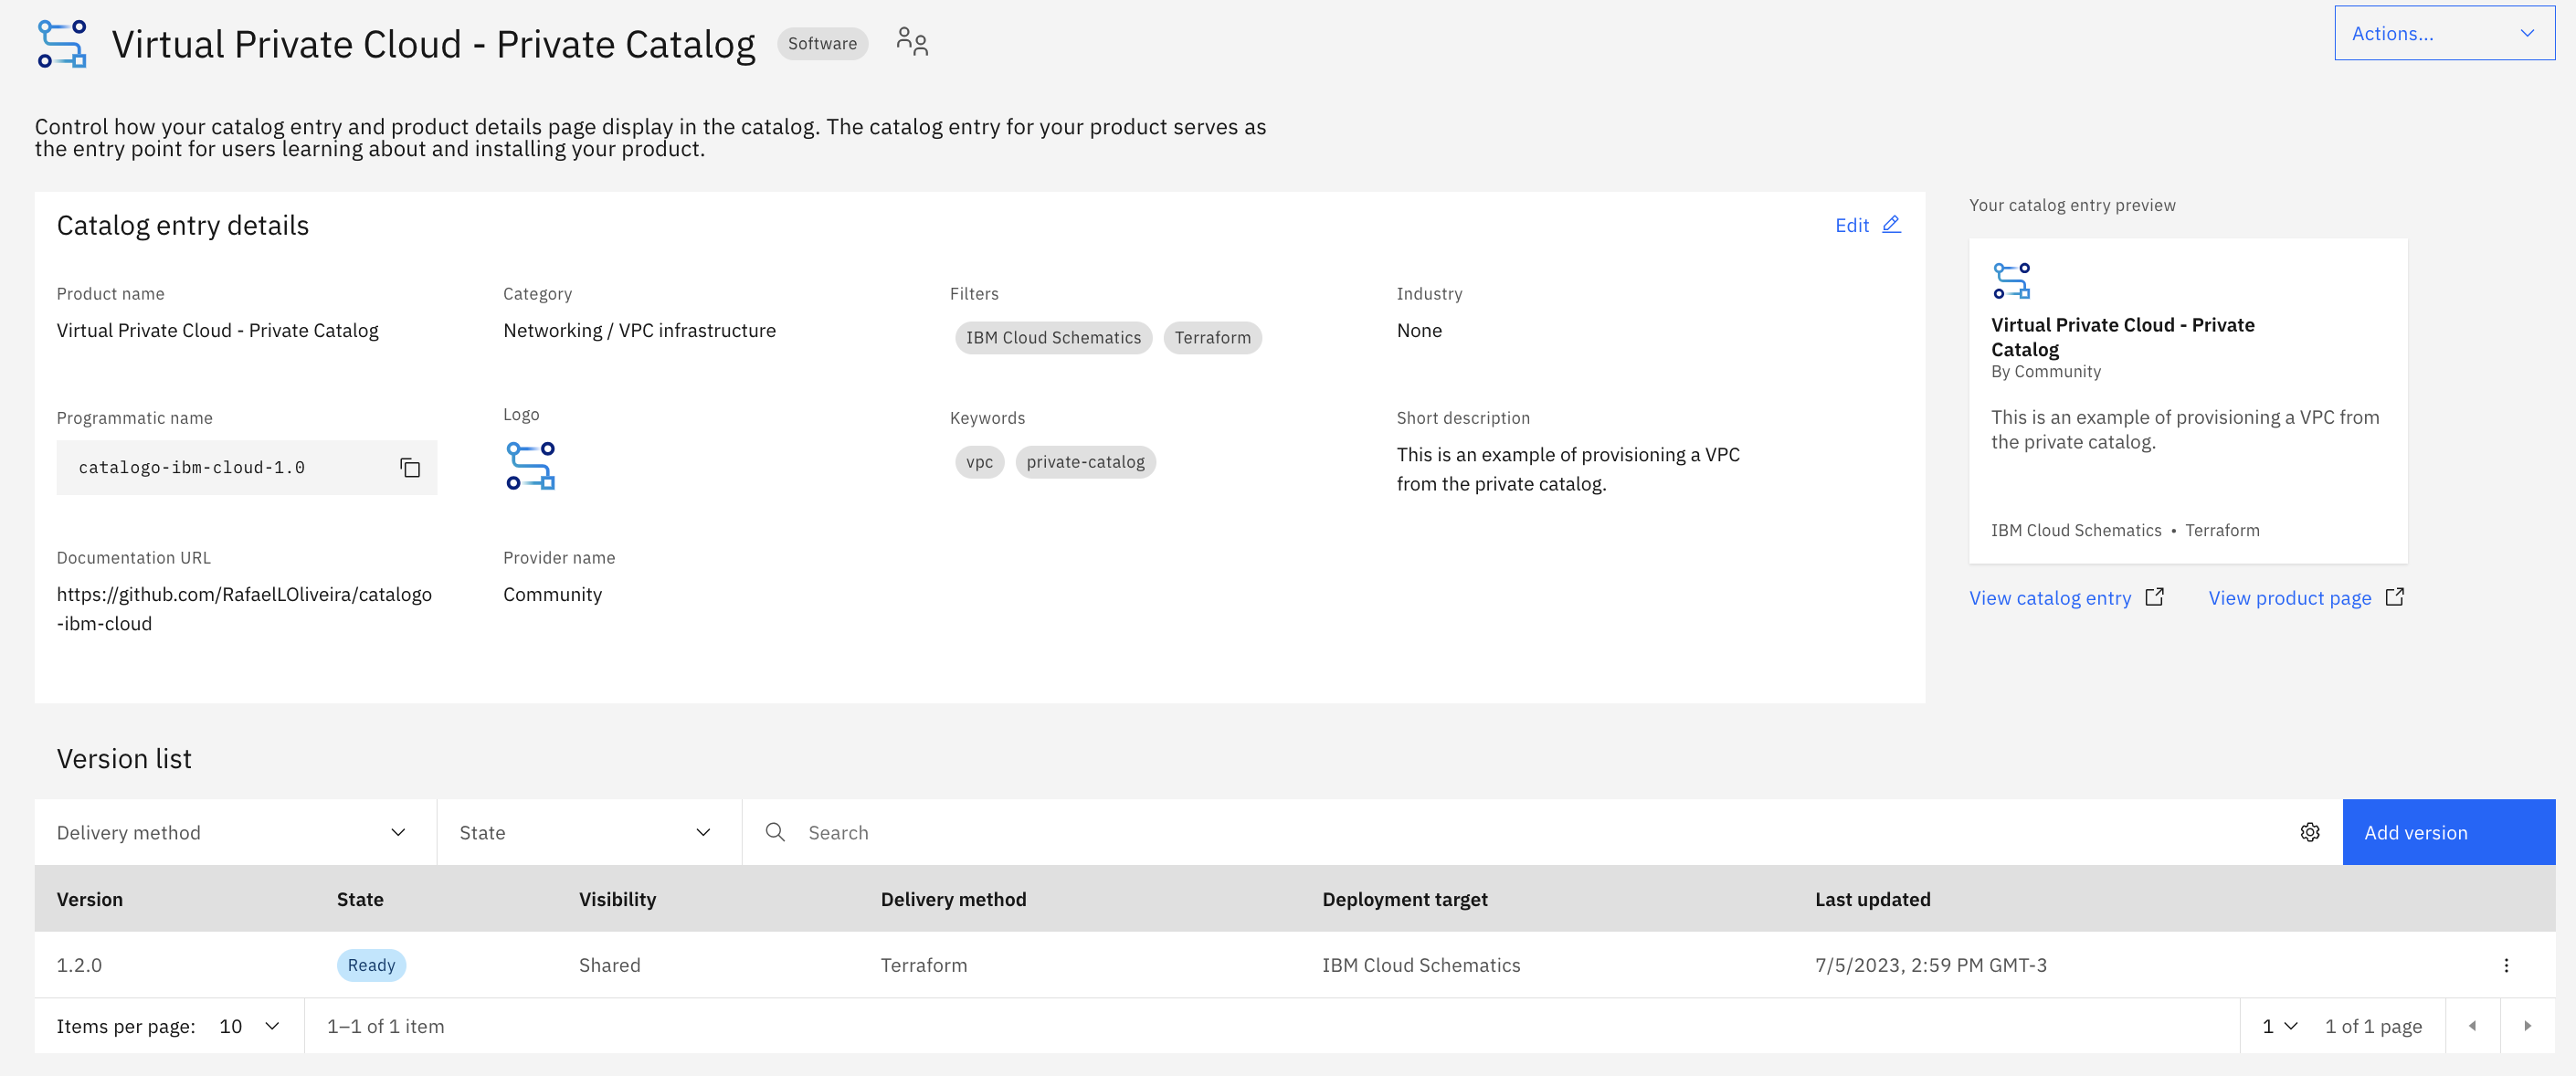 Virtual Private Cloud - Private Catalog
Software
Actions...
Control how your catalog entry and product details page display in the catalog. The catalog entry for your product serves as
the entry point for users learning about and installing your product.
Catalog entry details
Edit
Product name
Virtual Private Cloud - Private Catalog
Category
Networking / VPC infrastructure
Filters
IBM Cloud Schematics
Terraform
Industry
None
Programmatic name
catalogo-ibm-cloud-1.0
Logo
Keywords
vpc
private-catalog
Short description
This is an example of provisioning a VPC
from the private catalog.
Documentation URL
https://github.com/RafaelLOliveira/catalogo
-ibm-cloud
Provider name
Community
Your catalog entry preview
Virtual Private Cloud - Private
Catalog
By Community
This is an example of provisioning a VPC from
the private catalog.
IBM Cloud Schematics • Terraform
View catalog entry
View product page
Version list
Delivery method
State
Search
Add version
Version State Visibility Delivery method Deployment target Last updated
1.2.0 Ready Shared Terraform IBM Cloud Schematics 7/5/2023, 2:59 PM GMT-3
Items per page: 10
1–1 of 1 item
1
1 of 1 page